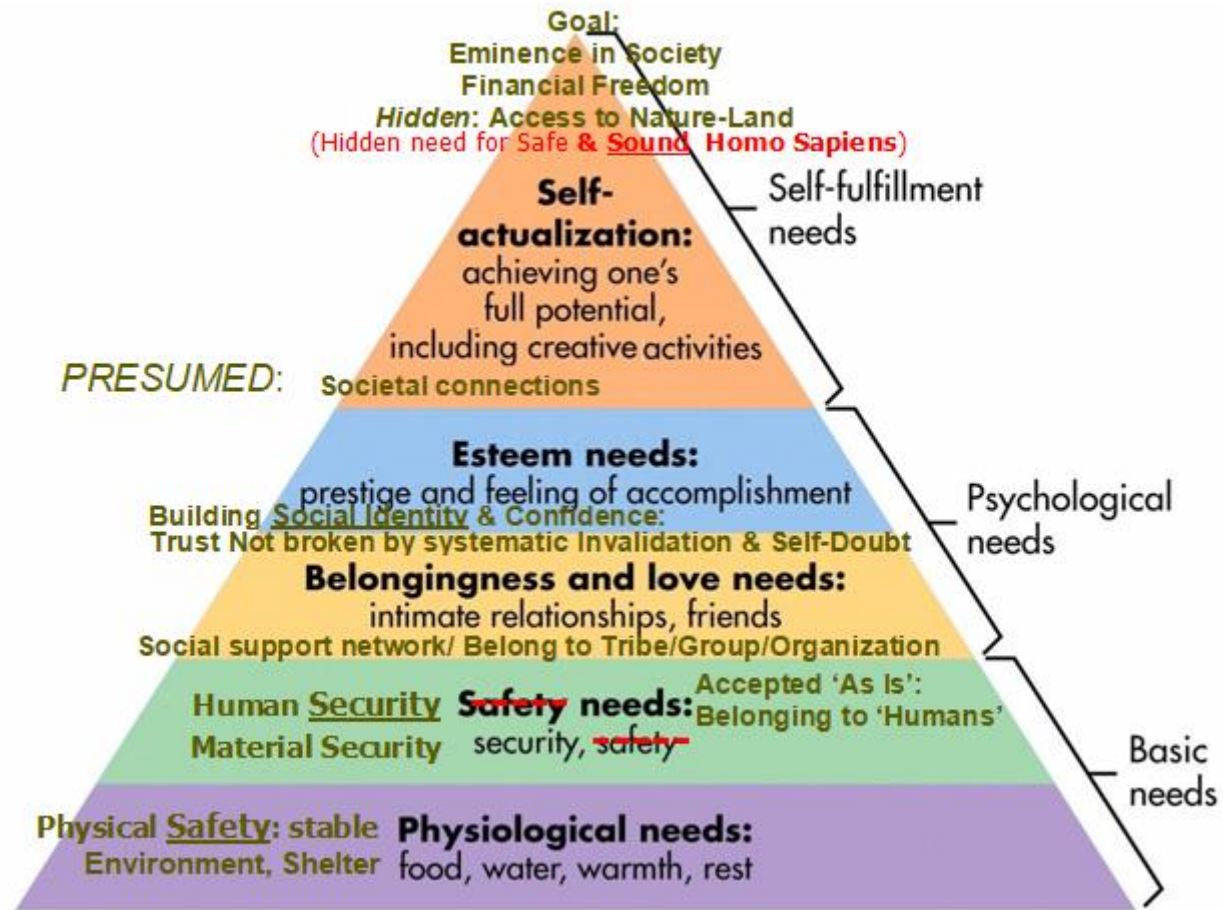 Goal:
Eminence in Society
Financial Freedom
Hidden: Access to Nature-Land
(Hidden need for Safe & Sound Homo Sapiens)
Self-
actualization:
achieving one's
full potential,
including creative activities
Self-fulfillment
needs
PRESUMED: Societal connections
Esteem needs:
prestige and feeling of accomplishment
Building Social Identity & Confidence:
Trust Not broken by systematic Invalidation & Self-Doubt
Psychological
needs
Belongingness and love needs:
intimate relationships, friends
Social support network/ Belong to Tribe/Group/Organization
Human Security Safety needs: Accepted ‘As Is’:
Belonging to ‘Humans’
Material Security security, safety
Basic
needs
Physical Safety: stable Physiological needs:
Environment, Shelter food, water, warmth, rest